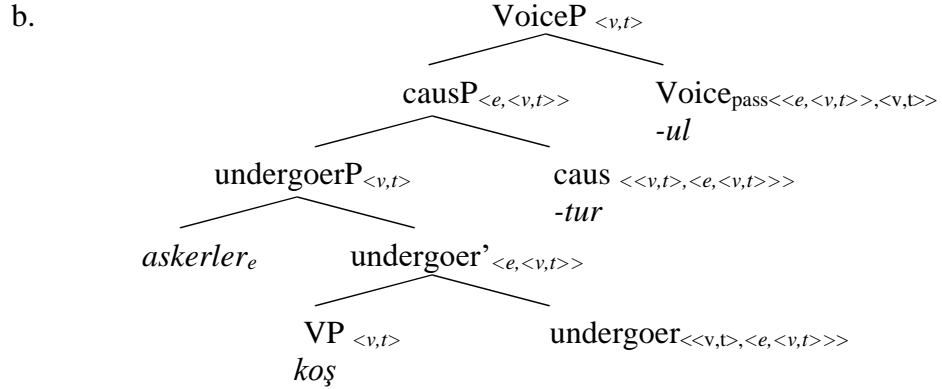 b. VoiceP <v,t>
causP<e,<v,t>> Voicepass<<e,<v,t>>,<v,t>>
-ul
undergoerP<v,t> caus <<v,t>,<e,<v,t>>>
-tur
askerlere undergoer’<e,<v,t>>
VP <v,t> undergoer<<v,t>,<e,<v,t>>>
koş